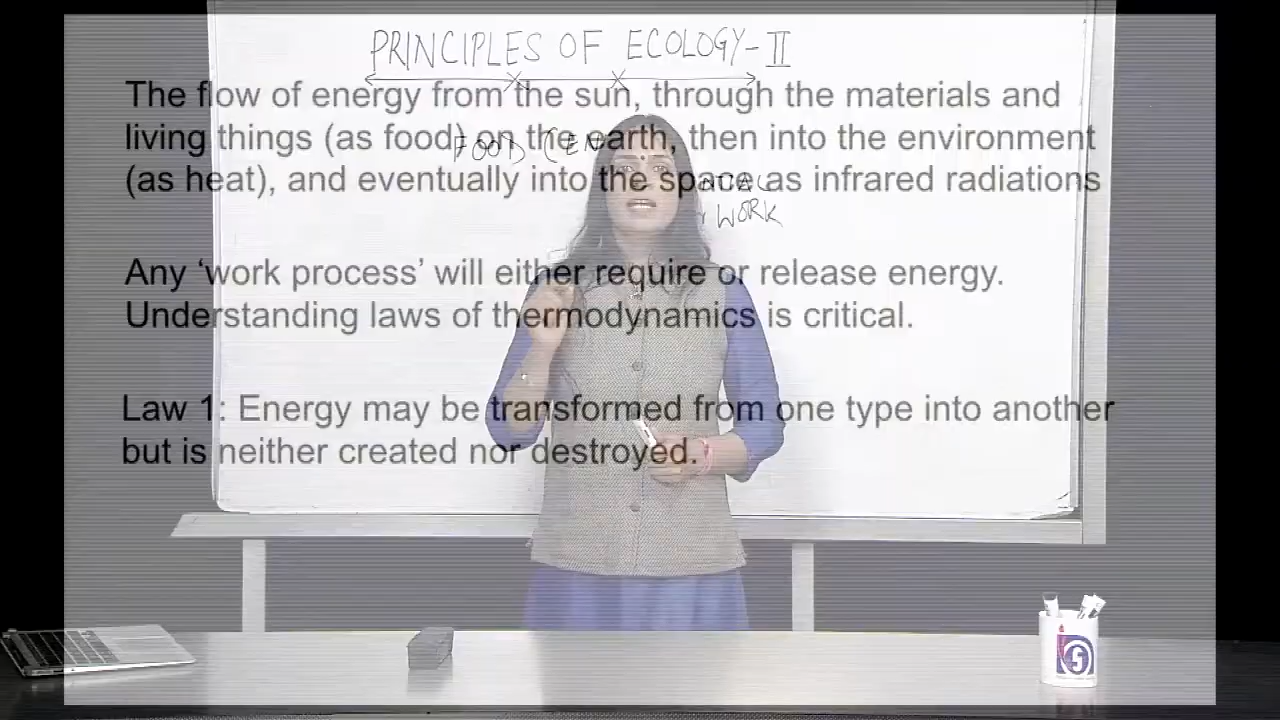 PRINCIPLES OF ECOLOGY-II
The flow of energy from the sun, through the materials and
living things (as food) on the earth, then into the environment
(as heat), and eventually into the space as infrared radiations
FOOD (EN
WORK
Any ‘work process’ will either require or release energy.
Understanding laws of thermodynamics is critical.
Law 1: Energy may be transformed from one type into another
but is neither created nor destroyed.